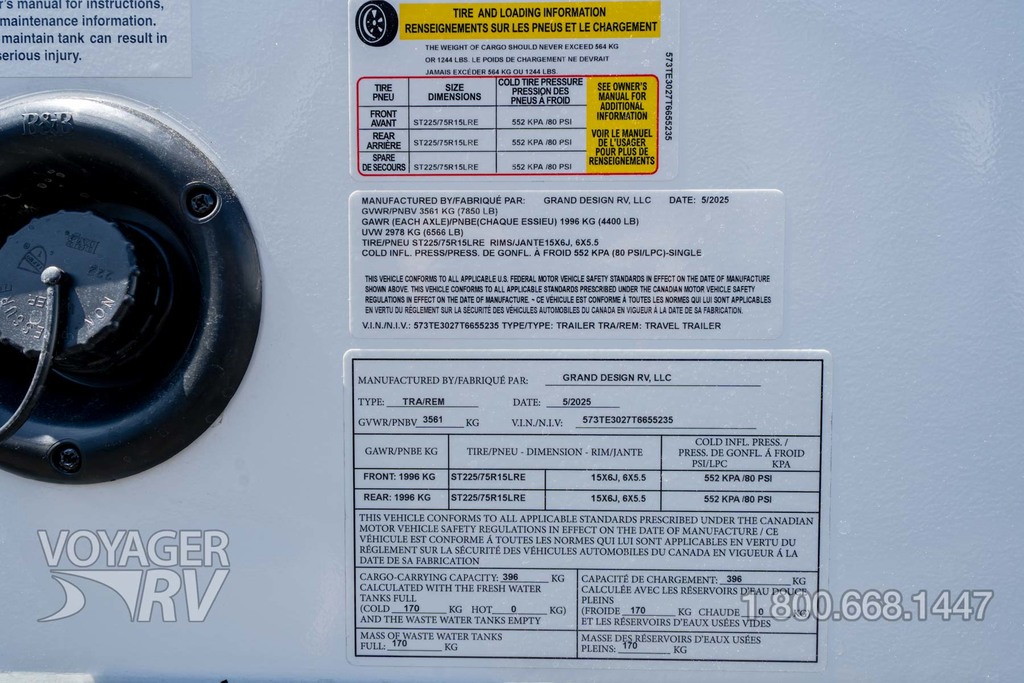 r's manual for instructions,
maintenance information.
maintain tank can result in
serious injury.
TIRE AND LOADING INFORMATION
RENSEIGNEMENTS SUR LES PNEUS ET LE CHARGEMENT
THE WEIGHT OF CARGO SHOULD NEVER EXCEED 564 KG
OR 1244 LBS. LE POIDS DE CHARGEMENT NE DEVRAIT
JAMAIS EXCÉDER 564 KG OU 1244 LBS.
TIRE PNEU SIZE DIMENSIONS COLD TIRE PRESSURE PRESSION DES PNEUS À FROID
FRONT AVANT ST225/75R15LRE 552 KPA /80 PSI
REAR ARRIÈRE ST225/75R15LRE 552 KPA /80 PSI
SPARE DE SECOURS ST225/75R15LRE 552 KPA /80 PSI
SEE OWNER'S
MANUAL FOR
ADDITIONAL
INFORMATION
VOIR LE MANUEL
DE L'USAGER
POUR PLUS DE
RENSEIGNEMENTS
573TE3027T6655235
MANUFACTURED BY/FABRIQUÉ PAR: GRAND DESIGN RV, LLC DATE: 5/2025
GVWR/PNBV 3561 KG (7850 LB)
GAWR (EACH AXLE)/PNBE(CHAQUE ESSIEU) 1996 KG (4400 LB)
UVW 2978 KG (6566 LB)
TIRE/PNEU ST225/75R15LRE RIMS/JANTE15X6J, 6X5.5
COLD INFL. PRESS/PRESS. DE GONFL. À FROID 552 KPA (80 PSI/LPC)-SINGLE
THIS VEHICLE CONFORMS TO ALL APPLICABLE U.S. FEDERAL MOTOR VEHICLE SAFETY STANDARDS IN EFFECT ON THE DATE OF MANUFACTURE
SHOWN ABOVE. THIS VEHICLE CONFORMS TO ALL APPLICABLE STANDARDS PRESCRIBED UNDER THE CANADIAN MOTOR VEHICLE SAFETY
REGULATIONS IN EFFECT ON THE DATE OF MANUFACTURE. - CE VÉHICULE EST CONFORME À TOUTES LES NORMES QUI LUI SONT APPLICABLES
EN VERTU DU RÈGLEMENT SUR LA SÉCURITÉ DES VÉHICULES AUTOMOBILES DU CANADA EN VIGUEUR À LA DATE DE SA FABRICATION.
V.I.N./N.I.V.: 573TE3027T6655235 TYPE/TYPE: TRAILER TRA/REM: TRAVEL TRAILER
MANUFACTURED BY/FABRIQUÉ PAR: GRAND DESIGN RV, LLC
TYPE: TRA/REM DATE: 5/2025
GVWR/PNBV 3561 KG V.I.N./N.I.V: 573TE3027T6655235
GAWR/PNBE KG TIRE/PNEU - DIMENSION - RIM/JANTE COLD INFL. PRESS. / PRESS. DE GONFL. À FROID PSI/LPC KPA
FRONT: 1996 KG ST225/75R15LRE 15X6J, 6X5.5 552 KPA /80 PSI
REAR: 1996 KG ST225/75R15LRE 15X6J, 6X5.5 552 KPA /80 PSI
THIS VEHICLE CONFORMS TO ALL APPLICABLE STANDARDS PRESCRIBED UNDER THE CANADIAN
MOTOR VEHICLE SAFETY REGULATIONS IN EFFECT ON THE DATE OF MANUFACTURE / CE
VÉHICULE EST CONFORME À TOUTES LES NORMES QUI LUI SONT APPLICABLES EN VERTU DU
RÉGLEMENT SUR LA SÉCURITÉ DES VÉHICULES AUTOMOBILES DU CANADA EN VIGUEUR À LA
DATE DE SA FABRICATION
CARGO-CARRYING CAPACITY: 396 KG
CALCULATED WITH THE FRESH WATER
TANKS FULL
(COLD 170 KG HOT 0 KG)
AND THE WASTE WATER TANKS EMPTY
CAPACITÉ DE CHARGEMENT: 396 KG
CALCULÉE AVEC LES RÉSERVOIRS D'EAU DOUCE
PLEINS
(FROIDE 170 KG CHAUDE 0 KG)
ET LES RÉSERVOIRS D'EAUX USÉES VIDES
MASS OF WASTE WATER TANKS
FULL: 170 KG
MASSE DES RÉSERVOIRS D'EAUX USÉES
PLEINS: 170 KG
VOYAGER
RV
1 800.668.1447